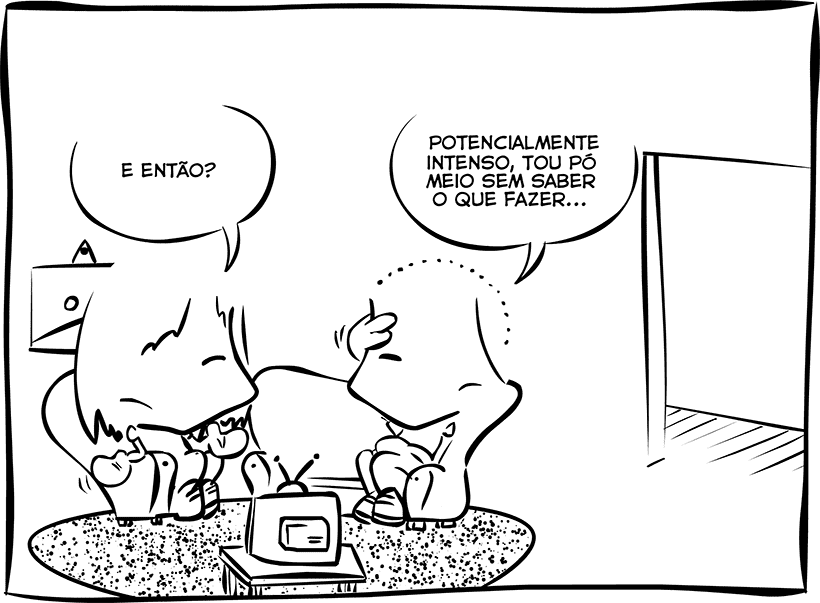 E ENTÃO?
POTENCIALMENTE
INTENSO, TOU PÓ
MEIO SEM SABER
O QUE FAZER...